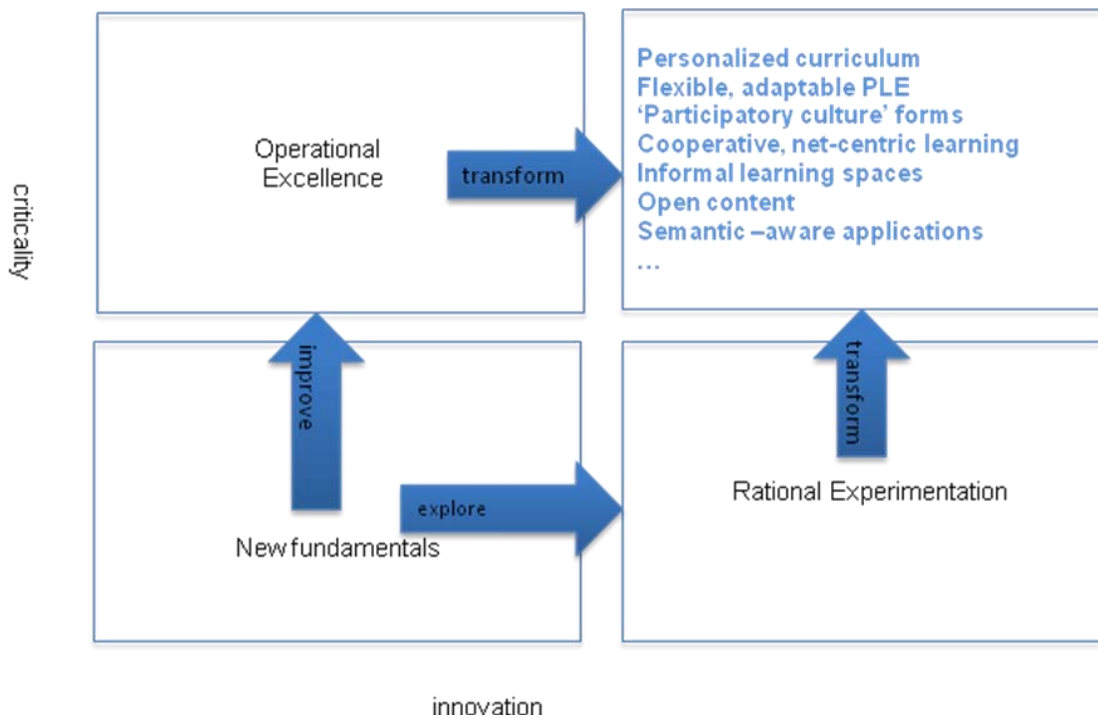 criticality
Operational
Excellence
transform
Personalized curriculum
Flexible, adaptable PLE
‘Participatory culture’ forms
Cooperative, net-centric learning
Informal learning spaces
Open content
Semantic –aware applications
…
improve
transform
explore
New fundamentals
Rational Experimentation
innovation